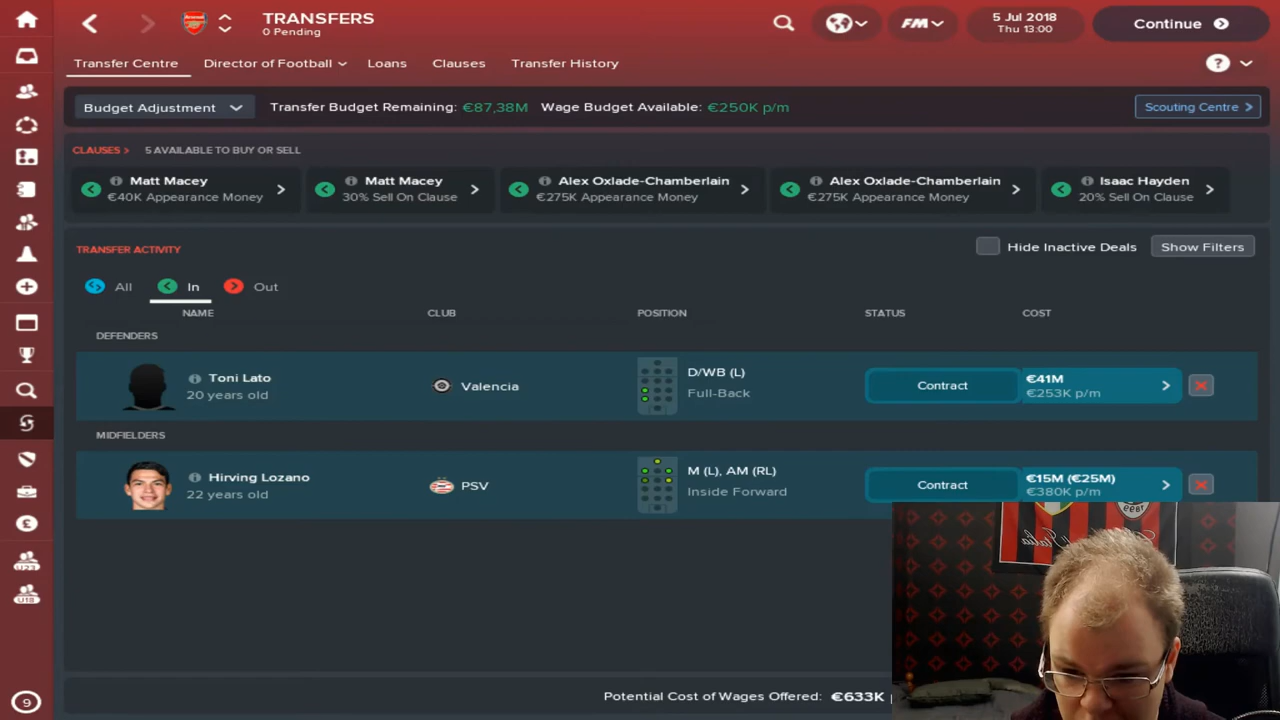 TRANSFERS
0 Pending
FM
5 Jul 2018
Thu 13:00
Continue
Transfer Centre
Director of Football
Loans
Clauses
Transfer History
?
Budget Adjustment
Transfer Budget Remaining: €87,38M
Wage Budget Available: €250K p/m
Scouting Centre >
CLAUSES >
5 AVAILABLE TO BUY OR SELL
Matt Macey
€40K Appearance Money
Matt Macey
30% Sell On Clause
Alex Oxlade-Chamberlain
€275K Appearance Money
Alex Oxlade-Chamberlain
€275K Appearance Money
Isaac Hayden
20% Sell On Clause
TRANSFER ACTIVITY
Hide Inactive Deals
Show Filters
All
In
Out
NAME
CLUB
POSITION
STATUS
COST
DEFENDERS
Toni Lato
20 years old
Valencia
D/WB (L)
Full-Back
Contract
€41M
€253K p/m
MIDFIELDERS
Hirving Lozano
22 years old
PSV
M (L), AM (RL)
Inside Forward
Contract
€15M (€25M)
€380K p/m
U23
U18
9
Potential Cost of Wages Offered: €633K